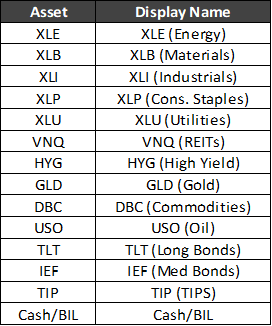 Asset Display Name
XLE XLE (Energy)
XLB XLB (Materials)
XLI XLI (Industrials)
XLP XLP (Cons. Staples)
XLU XLU (Utilities)
VNQ VNQ (REITs)
HYG HYG (High Yield)
GLD GLD (Gold)
DBC DBC (Commodities)
USO USO (Oil)
TLT TLT (Long Bonds)
IEF IEF (Med Bonds)
TIP TIP (TIPS)
Cash/BIL Cash/BIL